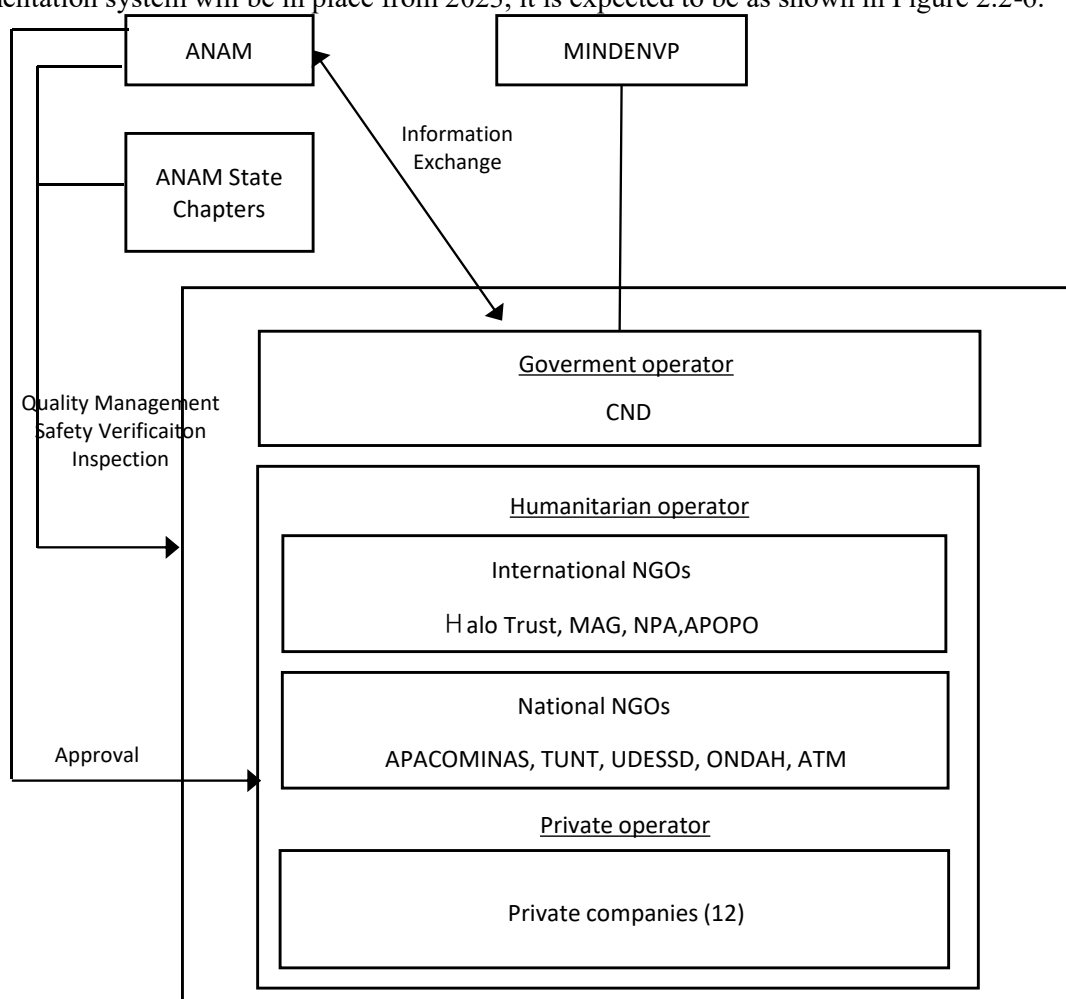 nentation system will be in place from 2023, it is expected to be as shown in Figure 2.2-6.
ANAM
MINDENVP
Information
Exchange
ANAM State
Chapters
Goverment operator
CND
Quality Management
Safety Verificaiton
Inspection
Humanitarian operator
International NGOs
Halo Trust, MAG, NPA,APOPO
National NGOs
APACOMINAS, TUNT, UDESSD, ONDAH, ATM
Approval
Private operator
Private companies (12)